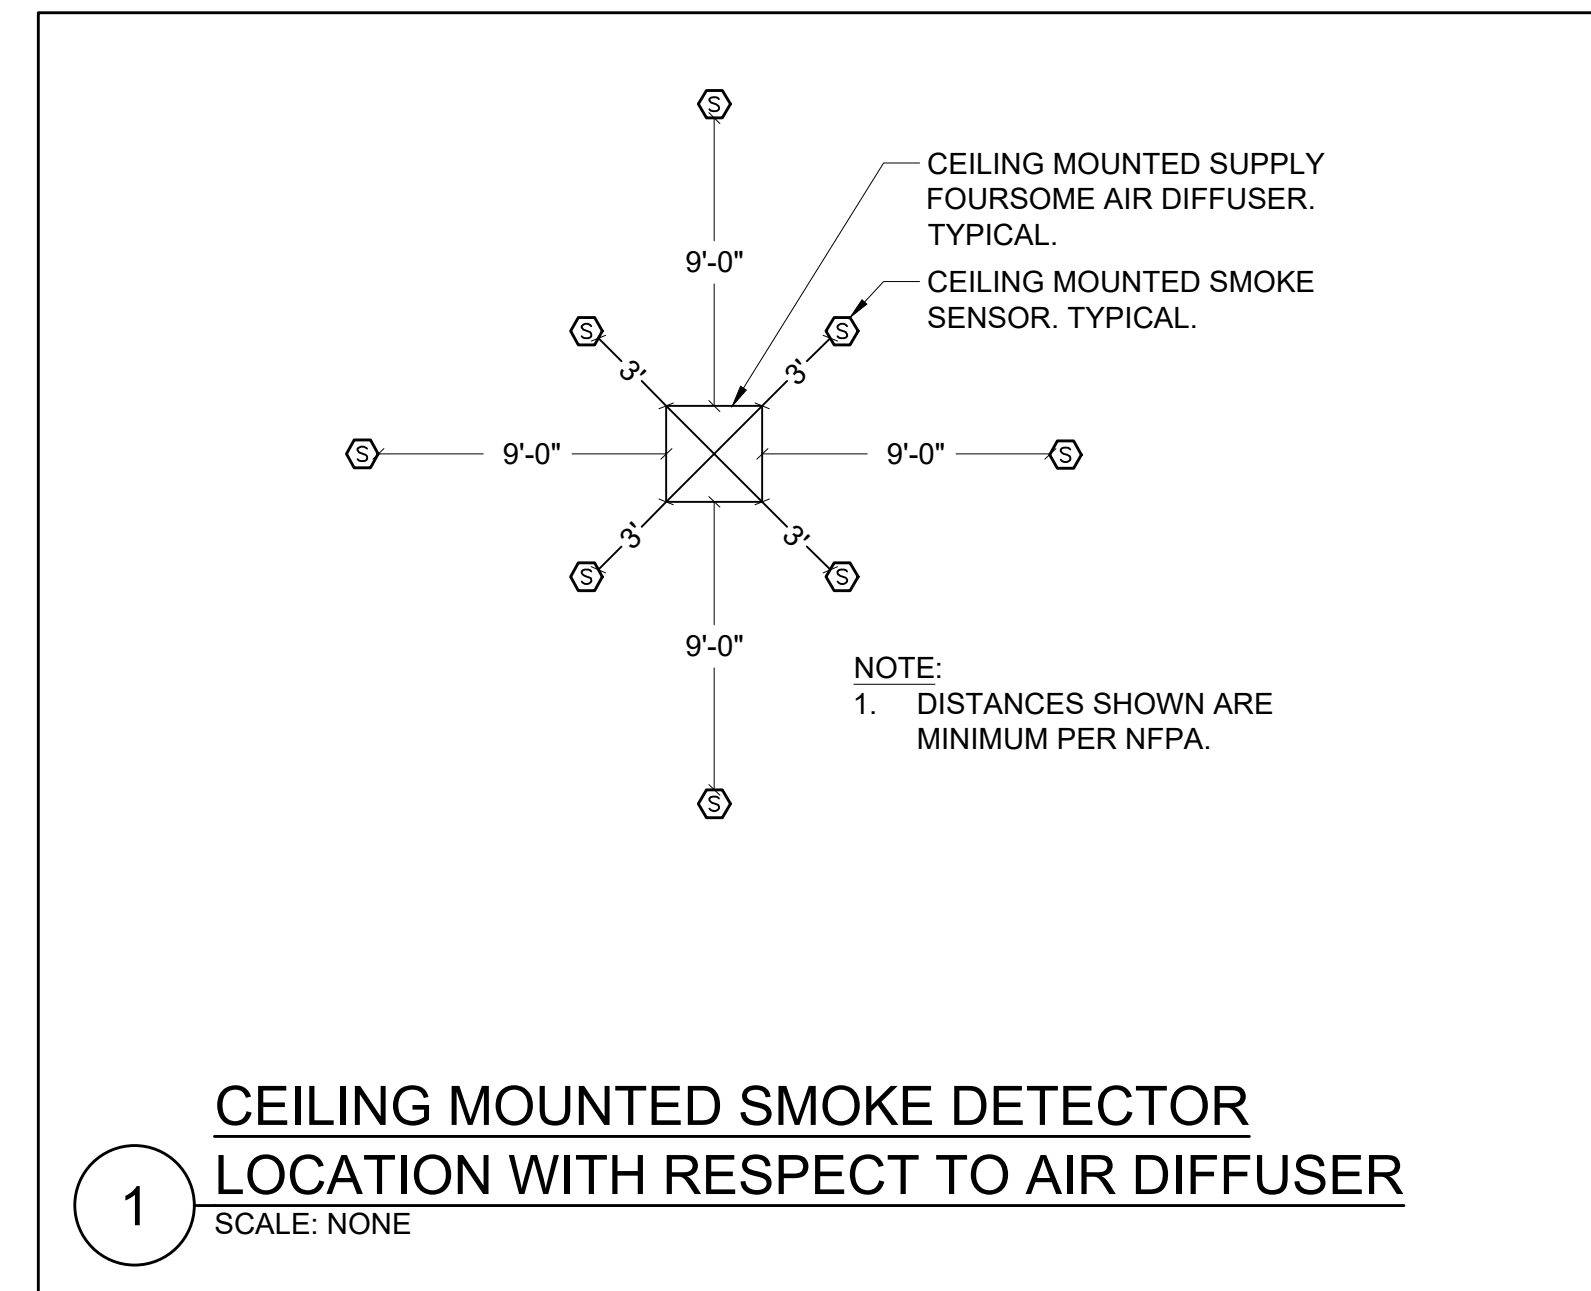 S
CEILING MOUNTED SUPPLY
FOURSOME AIR DIFFUSER.
TYPICAL.
9'-0"
CEILING MOUNTED SMOKE
SENSOR. TYPICAL.
S
S
3'
3'
S
9'-0"
9'-0"
S
3'
3'
S
S
9'-0"
NOTE:
1. DISTANCES SHOWN ARE
MINIMUM PER NFPA.
S
CEILING MOUNTED SMOKE DETECTOR
LOCATION WITH RESPECT TO AIR DIFFUSER
1
SCALE: NONE